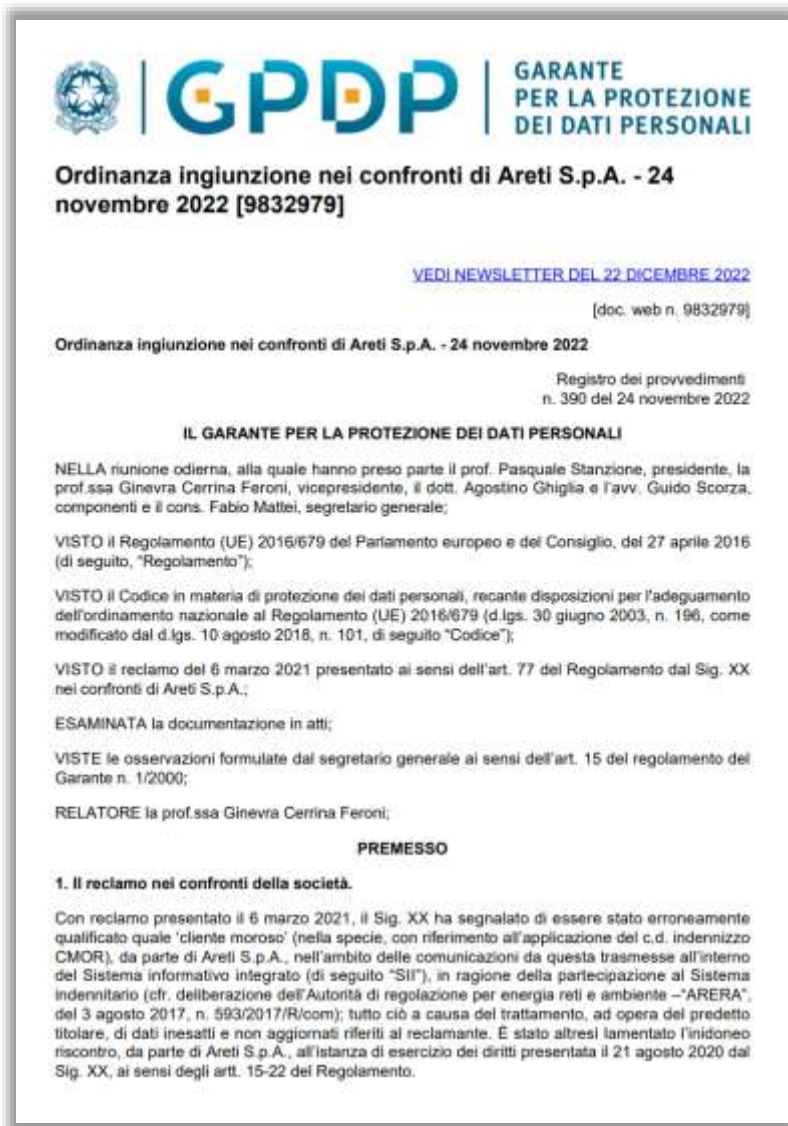 GPDP
GARANTE
PER LA PROTEZIONE
DEI DATI PERSONALI
Ordinanza ingiunzione nei confronti di Areti S.p.A. - 24
novembre 2022 [9832979]
VEDI NEWSLETTER DEL 22 DICEMBRE 2022
[doc. web n. 9832979]
Ordinanza ingiunzione nei confronti di Areti S.p.A. - 24 novembre 2022
Registro dei provvedimenti
n. 390 del 24 novembre 2022
IL GARANTE PER LA PROTEZIONE DEI DATI PERSONALI
NELLA riunione odierna, alla quale hanno preso parte il prof. Pasquale Stanzione, presidente, la
prof.ssa Ginevra Cerrina Feroni, vicepresidente, il dott. Agostino Ghiglia e l'avv. Guido Scorza,
componenti e il cons. Fabio Mattei, segretario generale;
VISTO il Regolamento (UE) 2016/679 del Parlamento europeo e del Consiglio, del 27 aprile 2016
(di seguito, "Regolamento");
VISTO il Codice in materia di protezione dei dati personali, recante disposizioni per l'adeguamento
dell'ordinamento nazionale al Regolamento (UE) 2016/679 (d.lgs. 30 giugno 2003, n. 196, come
modificato dal d.lgs. 10 agosto 2018, n. 101, di seguito "Codice");
VISTO il reclamo del 6 marzo 2021 presentato ai sensi dell'art. 77 del Regolamento dal Sig. XX
nei confronti di Areti S.p.A.;
ESAMINATA la documentazione in atti;
VISTE le osservazioni formulate dal segretario generale ai sensi dell'art. 15 del regolamento del
Garante n. 1/2000;
RELATORE la prof.ssa Ginevra Cerrina Feroni;
PREMESSO
1. Il reclamo nei confronti della società.
Con reclamo presentato il 6 marzo 2021, il Sig. XX ha segnalato di essere stato erroneamente
qualificato quale 'cliente moroso' (nella specie, con riferimento all'applicazione del c.d. indennizzo
CMOR), da parte di Areti S.p.A., nell'ambito delle comunicazioni da questa trasmesse all'interno
del Sistema informativo integrato (di seguito "SII"), in ragione della partecipazione al Sistema
indennitario (cfr. deliberazione dell'Autorità di regolazione per energia reti e ambiente –"ARERA",
del 3 agosto 2017, n. 593/2017/R/com); tutto ciò a causa del trattamento, ad opera del predetto
titolare, di dati inesatti e non aggiornati riferiti al reclamante. È stato altresì lamentato l'inidoneo
riscontro, da parte di Areti S.p.A., all'istanza di esercizio dei diritti presentata il 21 agosto 2020 dal
Sig. XX, ai sensi degli artt. 15-22 del Regolamento.